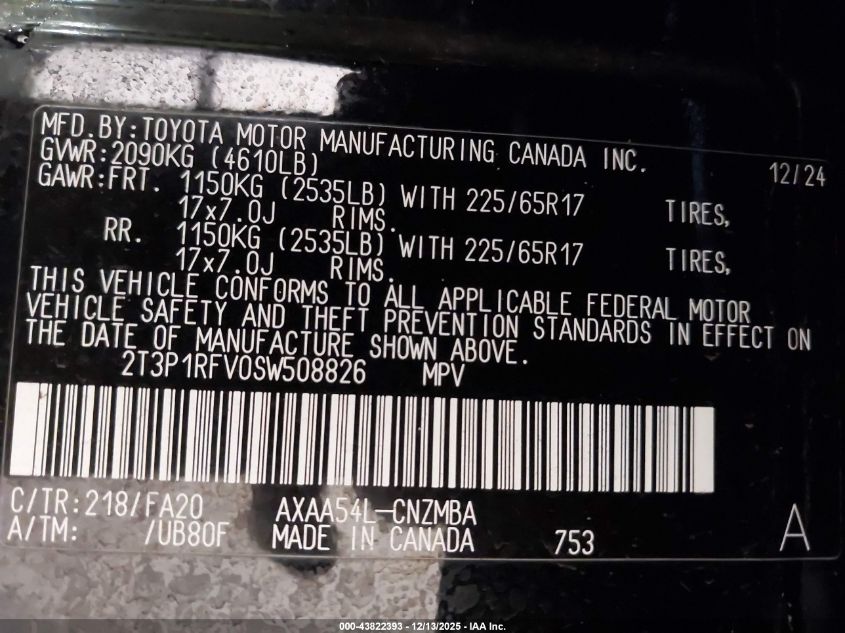 MFD.BY:TOYOTA MOTOR MANUFACTURING CANADA INC. 12/24
GVWR:2090KG (4610LB)
GAWR:FRT. 1150KG (2535LB) WITH 225/65R17 TIRES,
17x7.0J RIMS.
RR. 1150KG (2535LB) WITH 225/65R17 TIRES,
17x7.0J RIMS.
THIS VEHICLE CONFORMS TO ALL APPLICABLE FEDERAL MOTOR
VEHICLE SAFETY AND THEFT PREVENTION STANDARDS IN EFFECT ON
THE DATE OF MANUFACTURE SHOWN ABOVE.
2T3P1RFV0SW508826 MPV
C/TR:218/FA20 AXAA54L-CNZMBA
A/TM: /UB80F MADE IN CANADA 753 A
000-43822393 - 12/13/2025 - IAA Inc.